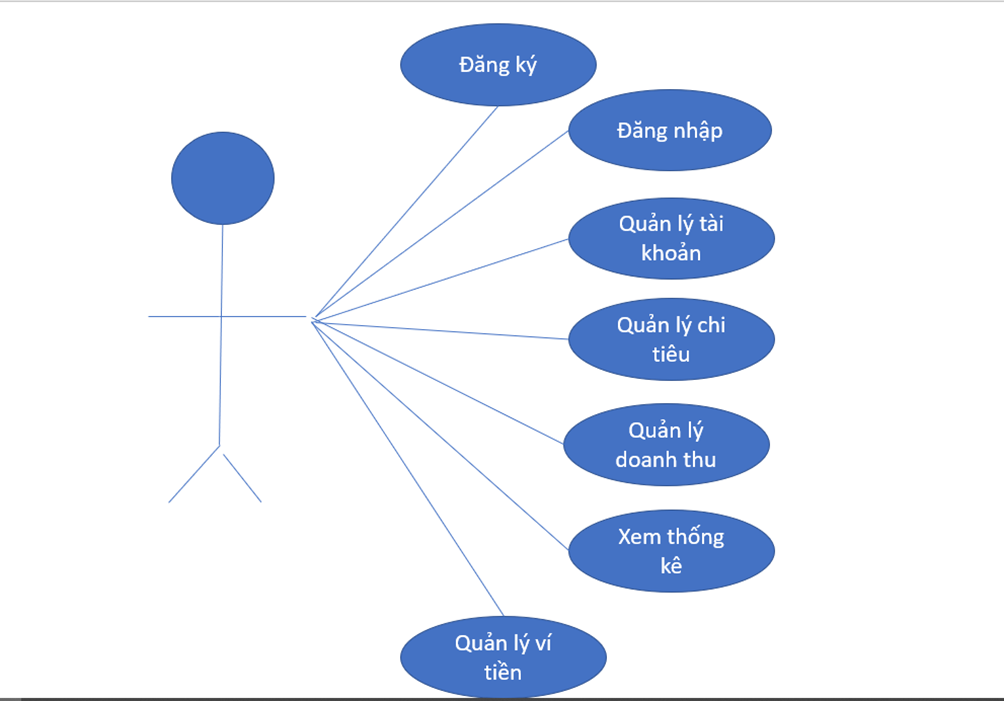 Đăng ký
Đăng nhập
Quản lý tài
khoản
Quản lý chi
tiêu
Quản lý
doanh thu
Xem thống
kê
Quản lý ví
tiền